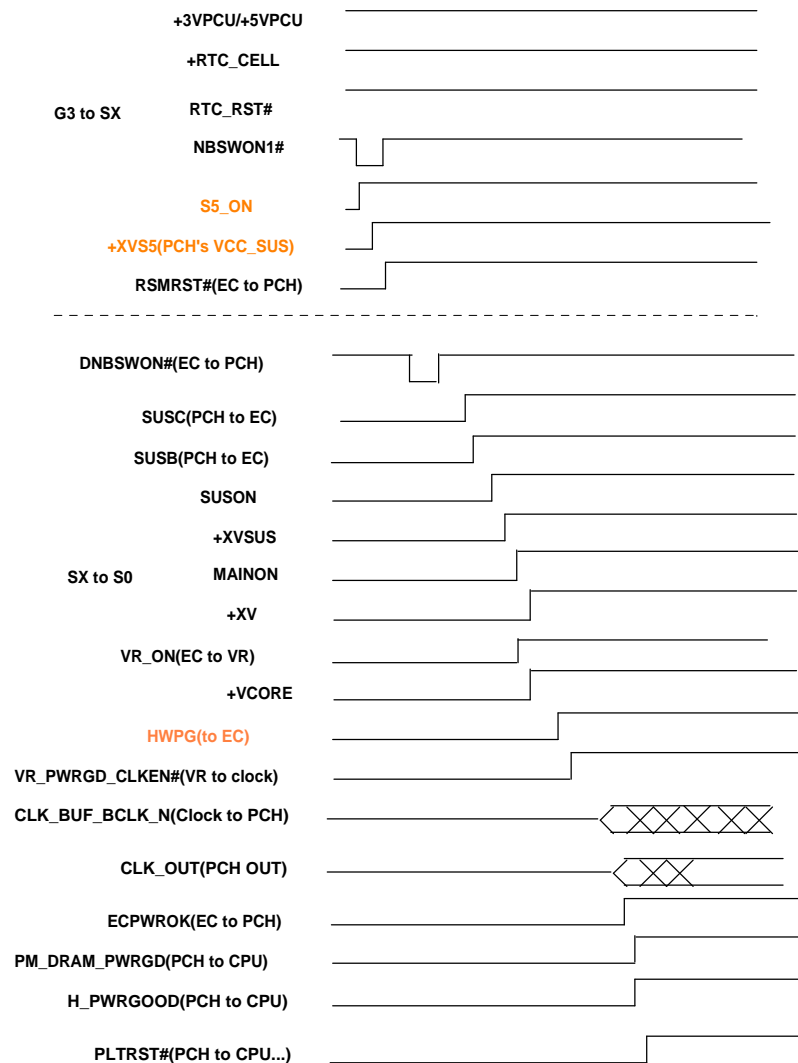 +3VPCU/+5VPCU
+RTC_CELL
G3 to SX
RTC_RST#
NBSWON1#
S5_ON
+XVS5(PCH's VCC_SUS)
RSMRST#(EC to PCH)
DNBSWON#(EC to PCH)
SUSC(PCH to EC)
SUSB(PCH to EC)
SUSON
+XVSUS
SX to S0
MAINON
+XV
VR_ON(EC to VR)
+VCORE
HWPG(to EC)
VR_PWRGD_CLKEN#(VR to clock)
CLK_BUF_BCLK_N(Clock to PCH)
CLK_OUT(PCH OUT)
ECPWROK(EC to PCH)
PM_DRAM_PWRGD(PCH to CPU)
H_PWRGOOD(PCH to CPU)
PLTRST#(PCH to CPU...)